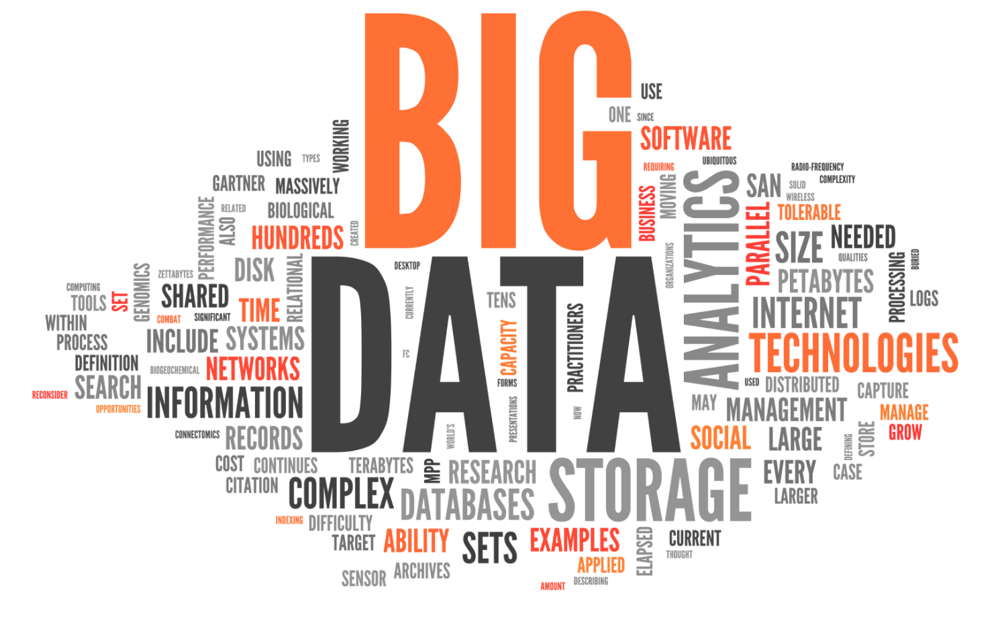 BIG
DATA
USE
ONE
SINCE
SOFTWARE
REQUIRING
UBIQUITOUS
BUSINESS
MOVING
ANALYTICS
ORGANIZATIONS
RADIO-FREQUENCY
COMPLEXITY
SAN
SOLID
WIRELESS
TOLERABLE
PARALLEL
SIZE
NEEDED
QUALITIES
PETABYTES
PROCESSING
BURIED
INTERNET
LOGS
TECHNOLOGIES
USED
DISTRIBUTED
CAPTURE
MAY
MANAGEMENT
MANAGE
GROW
SOCIAL
LARGE
DEFINING
STORE
EVERY
CASE
LARGER
WORKING
USING
TYPES
GARTNER
MASSIVELY
RELATED
BIOLOGICAL
PERFORMANCE
ALSO
HUNDREDS
CREATED
DISK
RELATIONAL
ZETTABYTES
GENOMICS
COMPUTING
TOOLS
SET
SHARED
TIME
COMBAT
SIGNIFICANT
WITHIN
PROCESS
INCLUDE
SYSTEMS
DEFINITION
BIOGEOCHEMICAL
NETWORKS
RECONSIDER
SEARCH
OPPORTUNITIES
INFORMATION
CONNECTOMICS
RECORDS
DESKTOP
CURRENTLY
FC
TENS
CAPACITY
FORMS
PRACTITIONERS
PRESENTATIONS
NOW
WORLD'S
COST
CONTINUES
TERABYTES
MPP
RESEARCH
STORAGE
CITATION
COMPLEX
DATABASES
INDEXING
DIFFICULTY
TARGET
ABILITY
SETS
EXAMPLES
ELAPSED
CURRENT
THOUGHT
APPLIED
SENSOR
ARCHIVES
AMOUNT
DESCRIBING